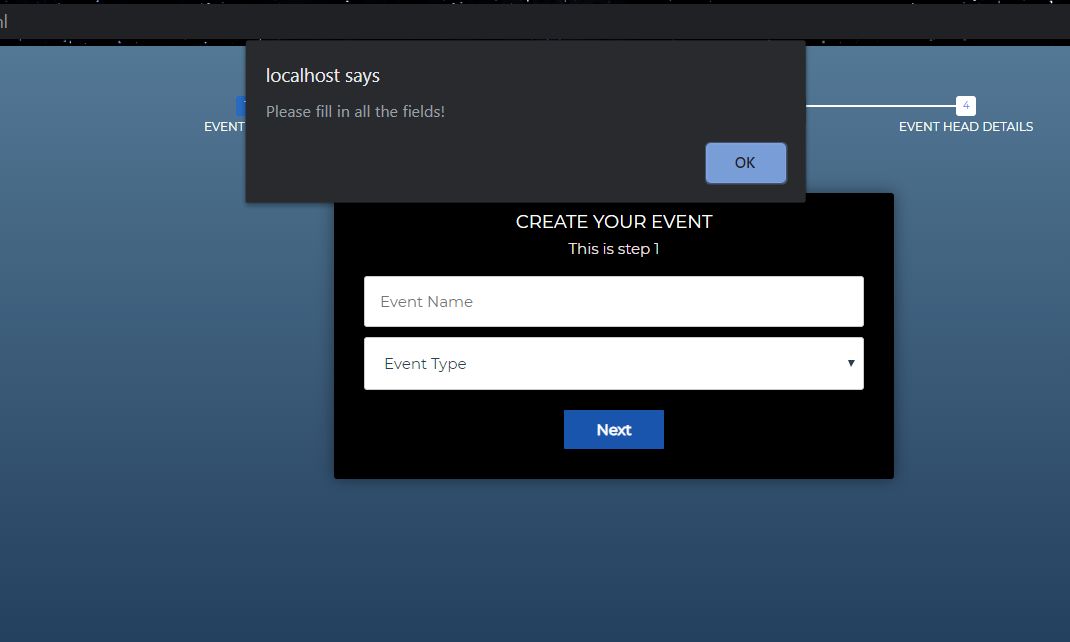 localhost says
Please fill in all the fields!
OK
4
EVENT
EVENT HEAD DETAILS
CREATE YOUR EVENT
This is step 1
Event Name
Event Type
Next